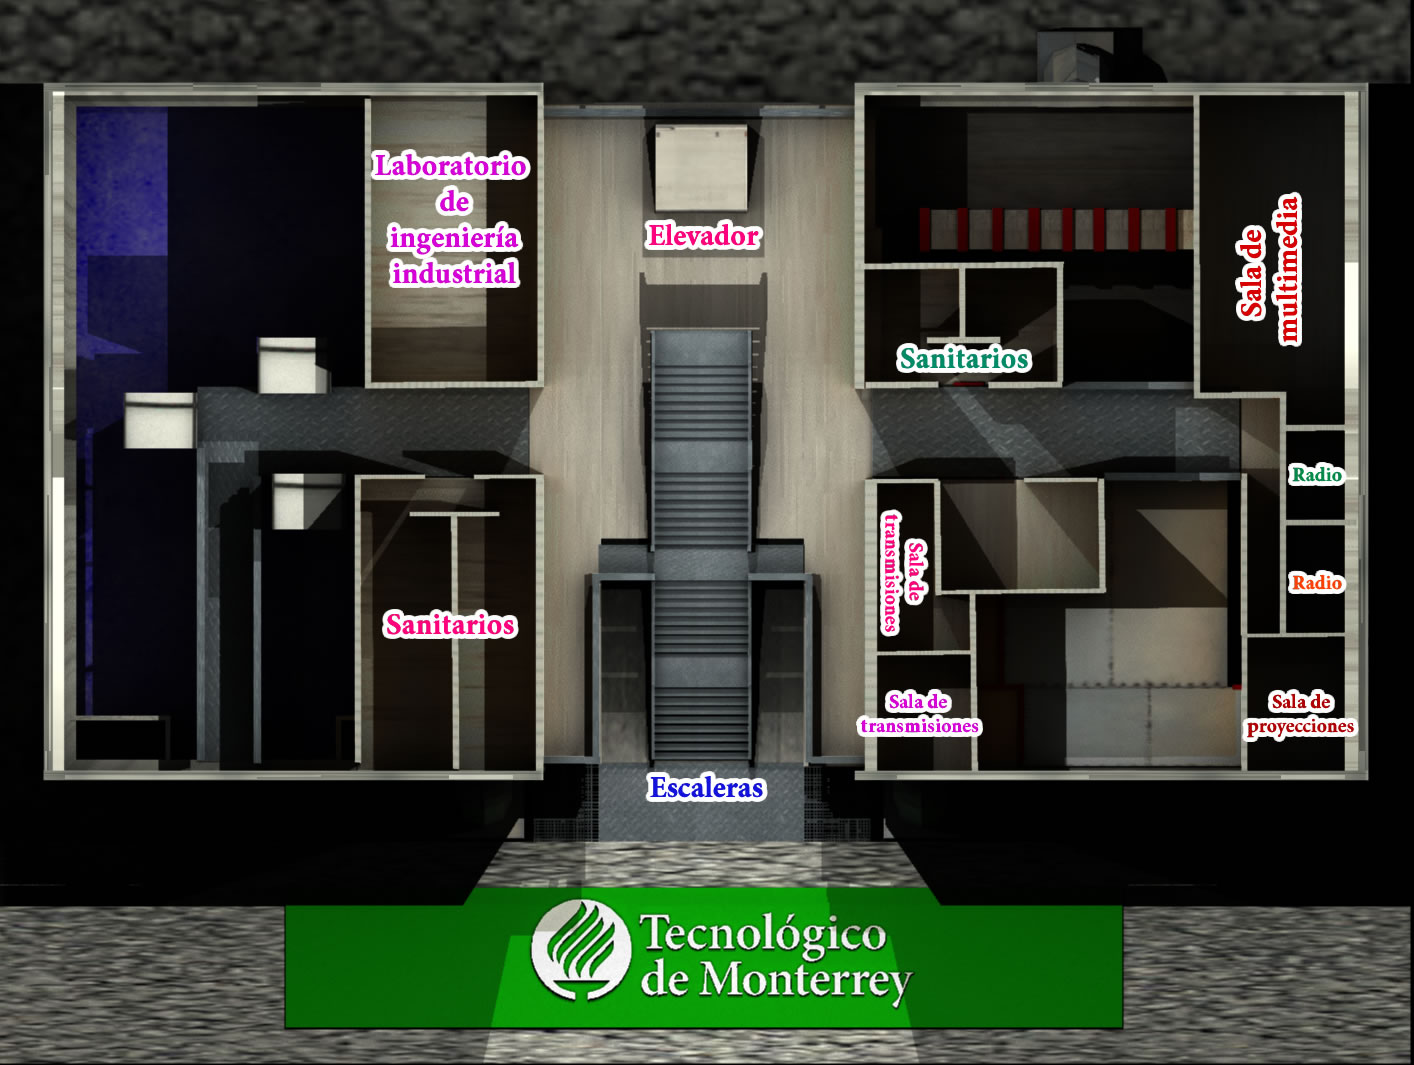 Laboratorio
de
ingeniería
industrial
Elevador
Sala de
multimedia
Sanitarios
Radio
Sala de
transmisiones
Radio
Sanitarios
Sala de
transmisiones
Sala de
proyecciones
Escaleras
Tecnológico
de Monterrey